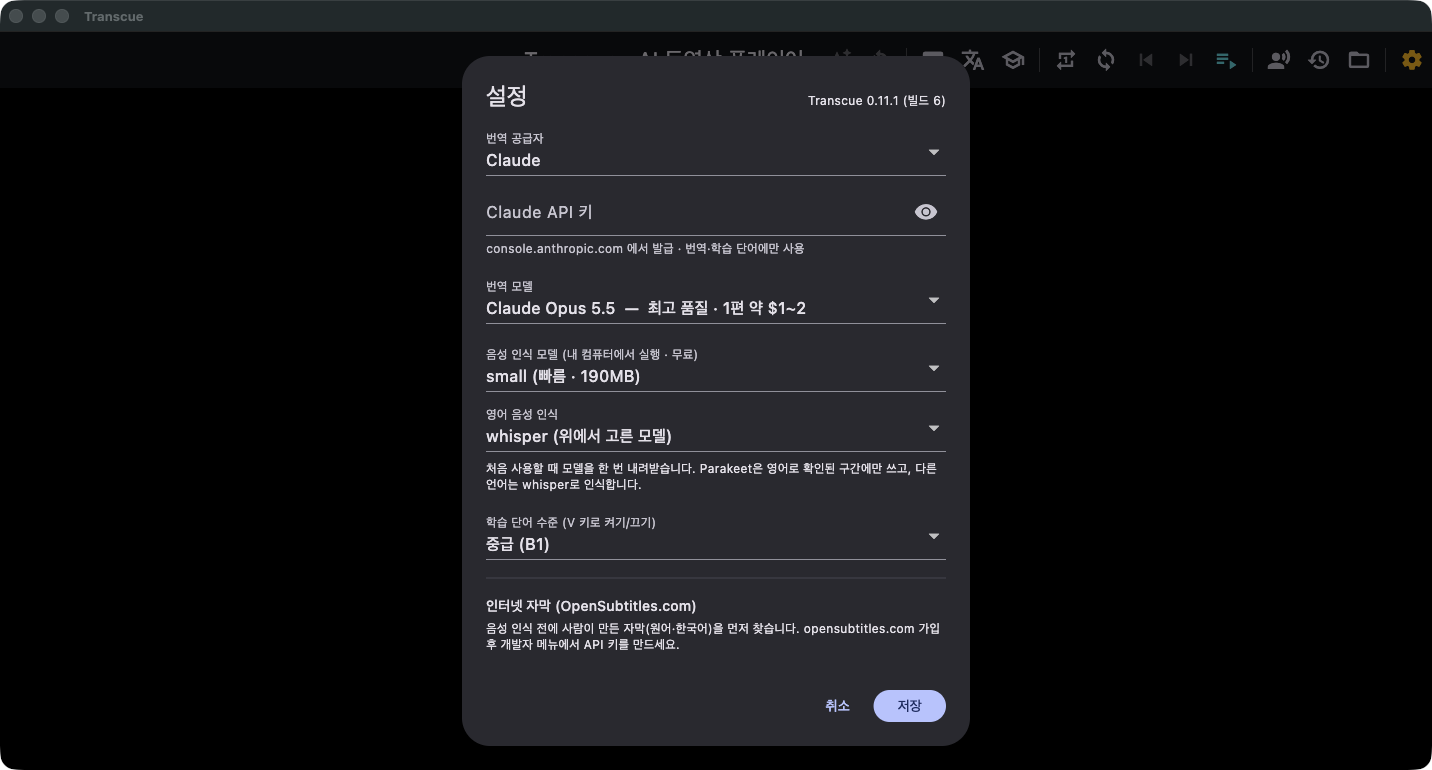 Transcue
설정
Transcue 0.11.1 (빌드 6)
번역 공급자
Claude
Claude API 키
console.anthropic.com 에서 발급 · 번역·학습 단어에만 사용
번역 모델
Claude Opus 5.5 — 최고 품질 · 1편 약 $1~2
음성 인식 모델 (내 컴퓨터에서 실행 · 무료)
small (빠름 · 190MB)
영어 음성 인식
whisper (위에서 고른 모델)
처음 사용할 때 모델을 한 번 내려받습니다. Parakeet은 영어로 확인된 구간에만 쓰고, 다른
언어는 whisper로 인식합니다.
학습 단어 수준 (V 키로 켜기/끄기)
중급 (B1)
인터넷 자막 (OpenSubtitles.com)
음성 인식 전에 사람이 만든 자막(원어·한국어)을 먼저 찾습니다. opensubtitles.com 가입
후 개발자 메뉴에서 API 키를 만드세요.
취소
저장